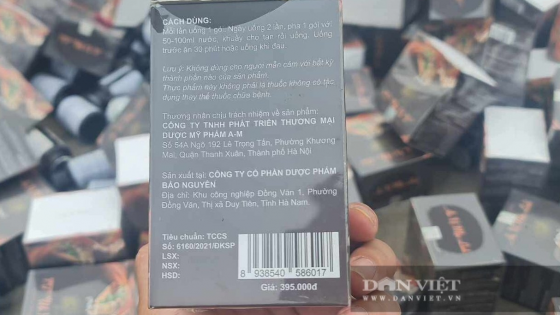 CÁCH DÙNG:
Mỗi lần uống 1 gói. Ngày uống 2 lần, pha 1 gói với
50-100ml nước, khuấy cho tan rồi uống. Uống
trước ăn 30 phút hoặc uống khi đau.
Lưu ý: Không dùng cho người mẫn cảm với bất kỳ
thành phần nào của sản phẩm.
Thực phẩm này không phải là thuốc không có tác
dụng thay thế thuốc chữa bệnh.
Thương nhân chịu trách nhiệm về sản phẩm:
CÔNG TY TNHH PHÁT TRIỂN THƯƠNG MẠI
DƯỢC MỸ PHẨM A-M
Số 54A Ngõ 192 Lê Trọng Tấn, Phường Khương
Mai, Quận Thanh Xuân, Thành phố Hà Nội
Sản xuất tại: CÔNG TY CỔ PHẦN DƯỢC PHẨM
BẢO NGUYÊN
Địa chỉ: Khu công nghiệp Đồng Văn 1, Phường
Đồng Văn, Thị xã Duy Tiên, Tỉnh Hà Nam.
Tiêu chuẩn: TCCS
Số: 6160/2021/ĐKSP
LSX:
NSX:
HSD:
8 938540 586017
Giá: 395.000đ
DÂN VIỆT
WWW.DANVIET.VN